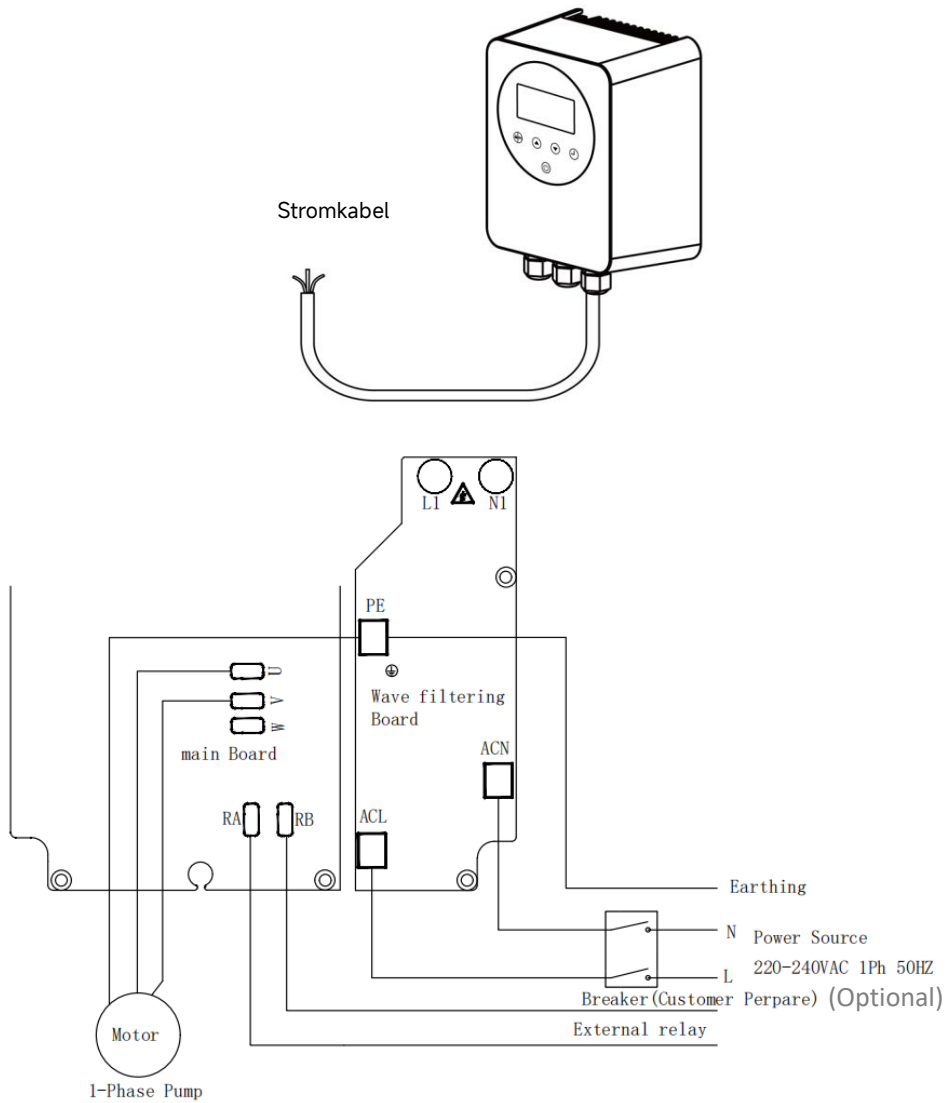 Stromkabel
L1
N1
PE
U
V
W
Wave filtering
Board
main Board
ACN
RA
RB
ACL
Earthing
N
Power Source
220-240VAC 1Ph 50HZ
L
Breaker(Customer Perpare) (Optional)
External relay
Motor
1-Phase Pump